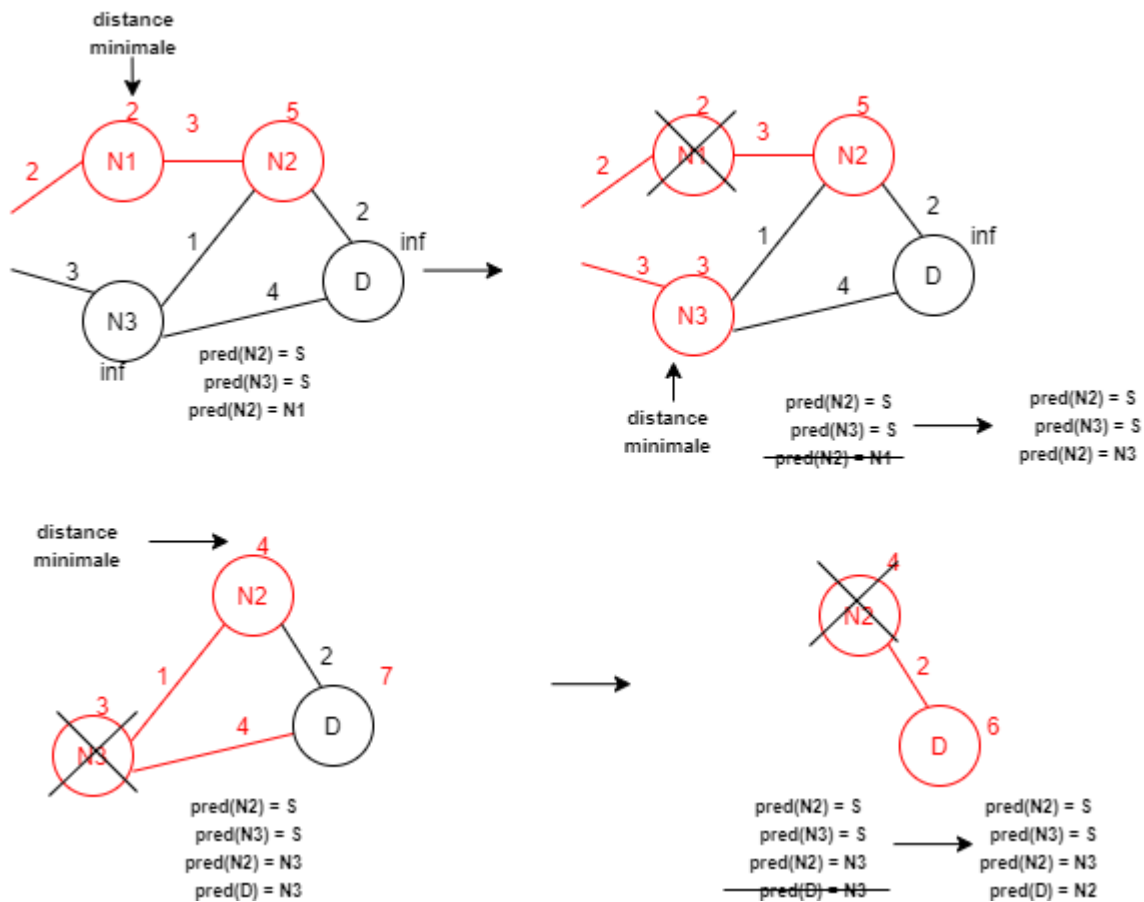 distance
minimale
2
3
5
2
N1
N2
1
2
inf
3
N3
4
D
inf
pred(N2) = S
pred(N3) = S
pred(N2) = N1
2
3
5
2
N1
N2
1
2
inf
3
3
N3
4
D
distance
minimale
pred(N2) = S
pred(N3) = S
pred(N2) = N1
pred(N2) = S
pred(N3) = S
pred(N2) = N3
distance
minimale
4
N2
1
2
7
3
N3
4
D
pred(N2) = S
pred(N3) = S
pred(N2) = N3
pred(D) = N3
4
N2
2
6
D
pred(N2) = S
pred(N3) = S
pred(N2) = N3
pred(D) = N3
pred(N2) = S
pred(N3) = S
pred(N2) = N3
pred(D) = N2